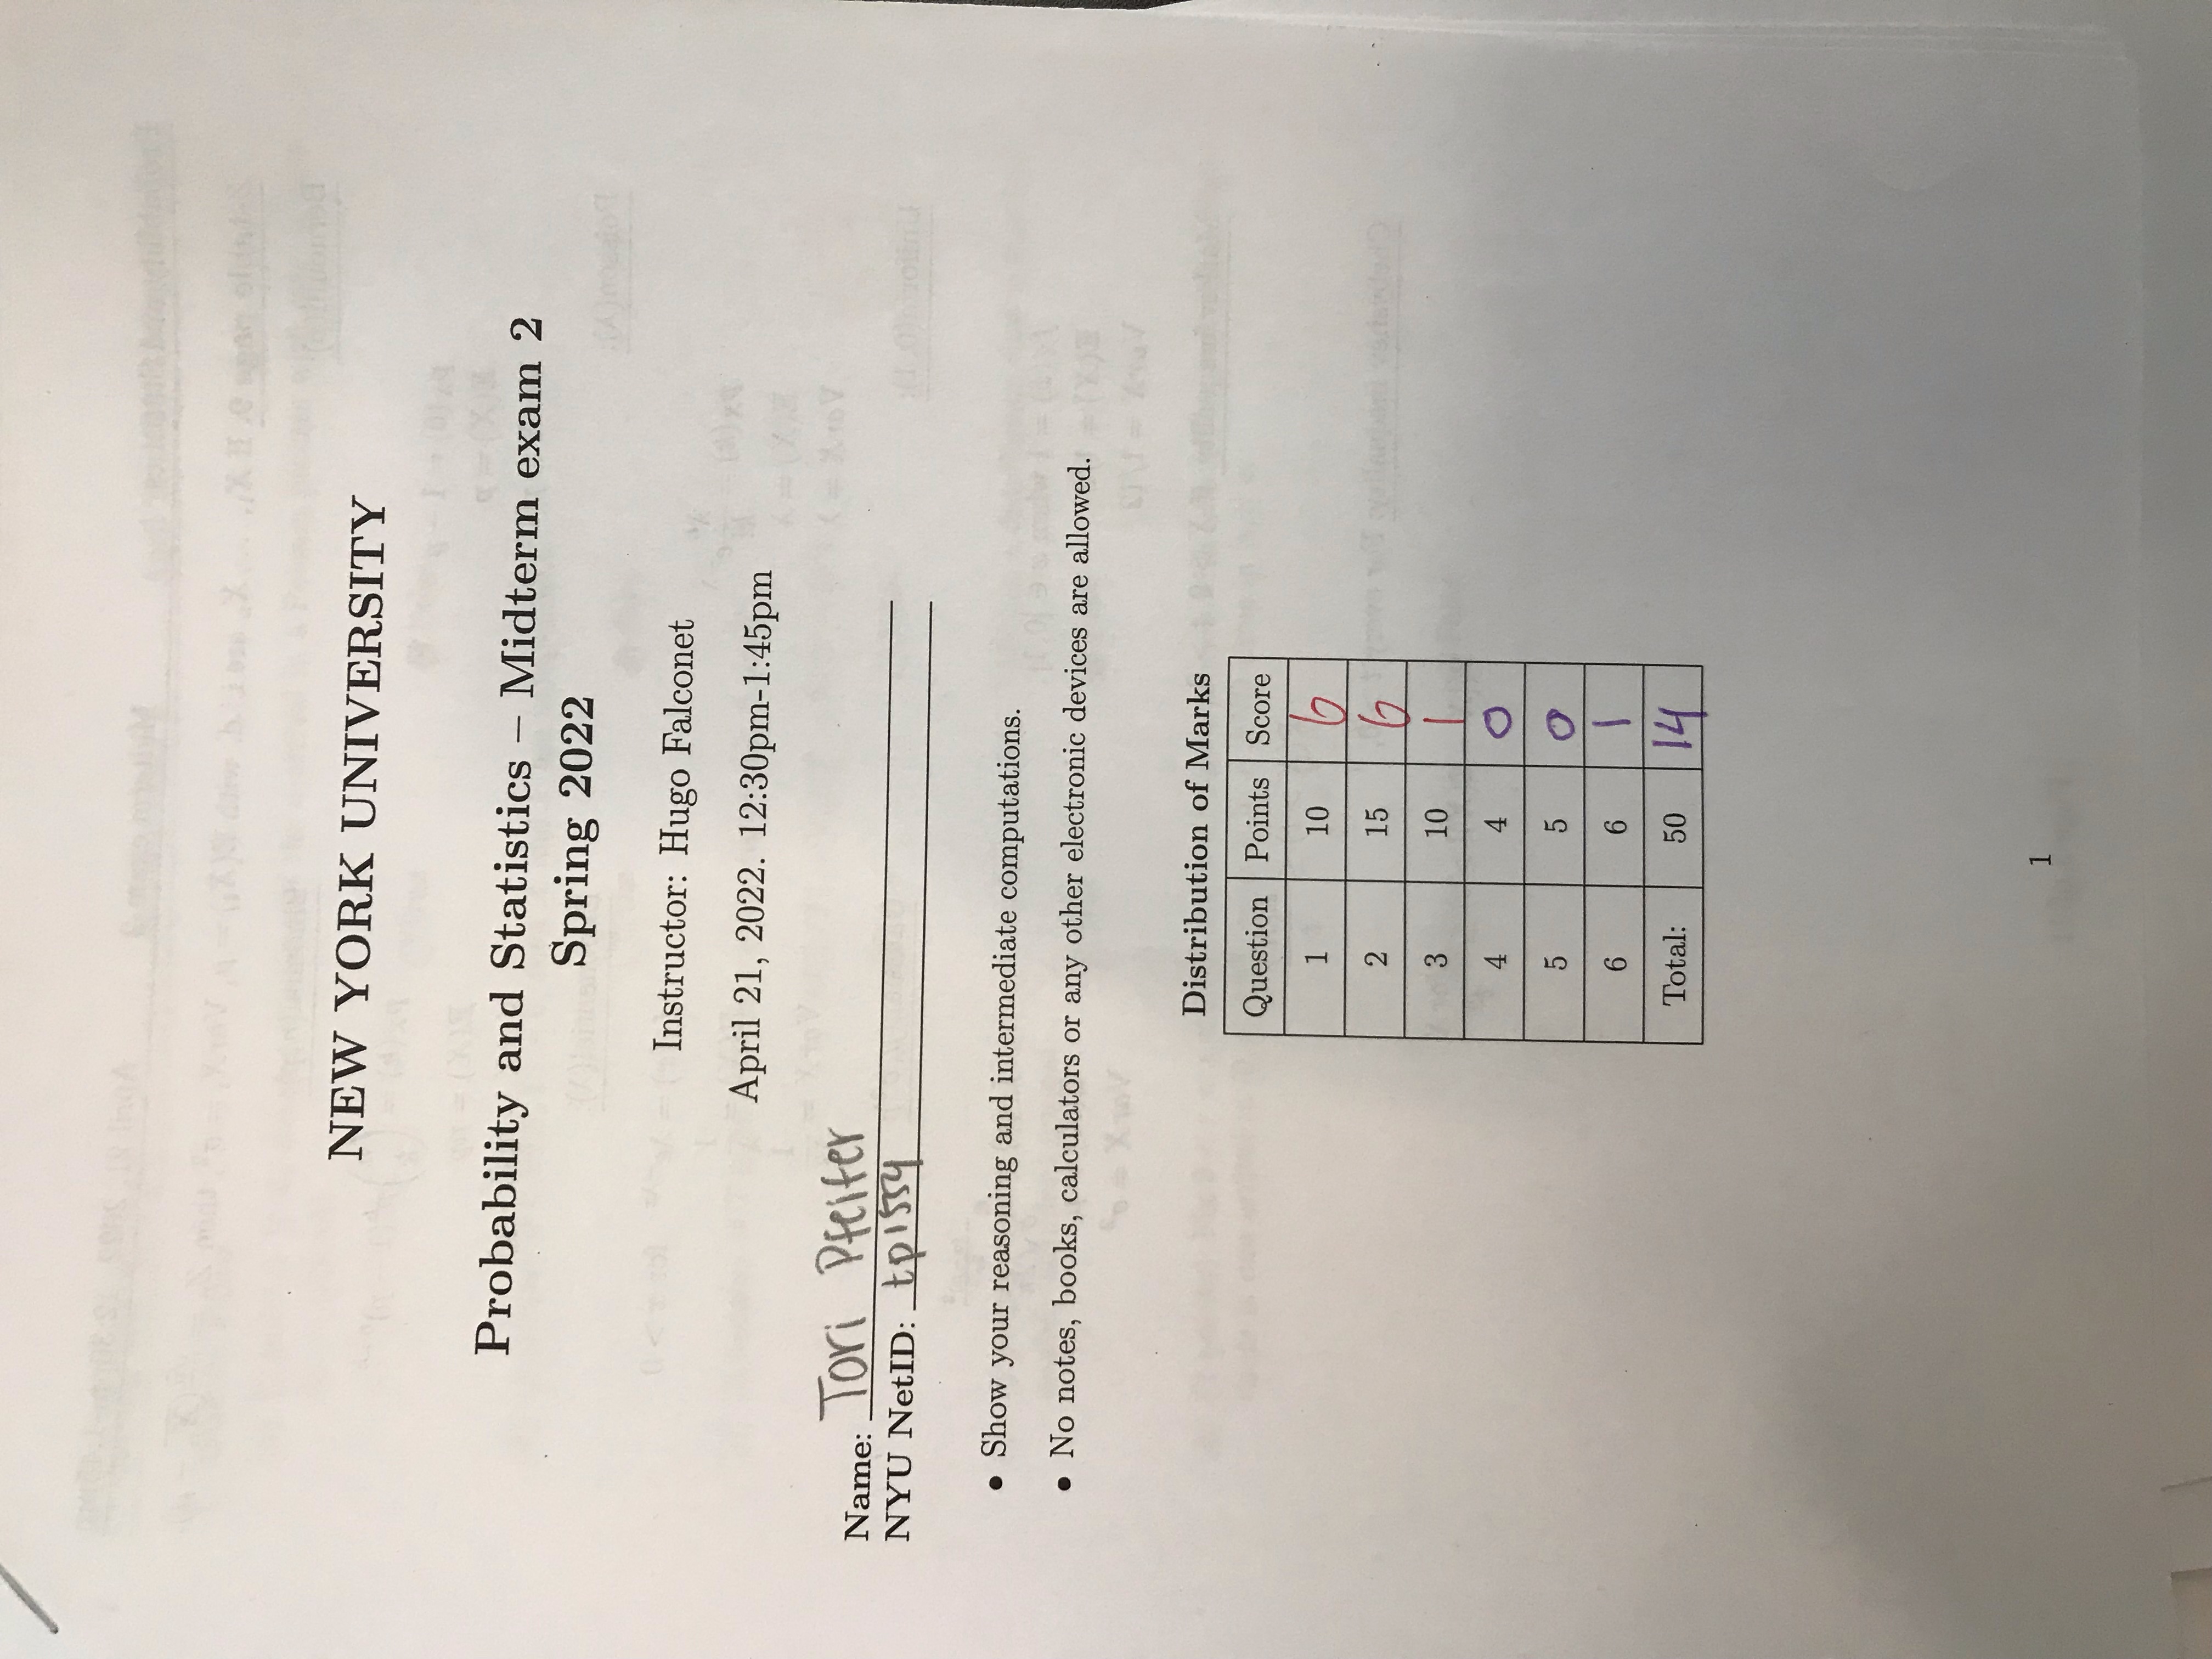 NEW YORK UNIVERSITY
Probability and Statistics – Midterm exam 2
Spring 2022
Instructor: Hugo Falconet
April 21, 2022. 12:30pm-1:45pm
Name: Tori Pfeifer
NYU NetID: tp1554
• Show your reasoning and intermediate computations.
• No notes, books, calculators or any other electronic devices are allowed.
Distribution of Marks
Question Points Score
1 10 6
2 15 6
3 10 1
4 4 0
5 5 0
6 6 1
Total: 50 14
1